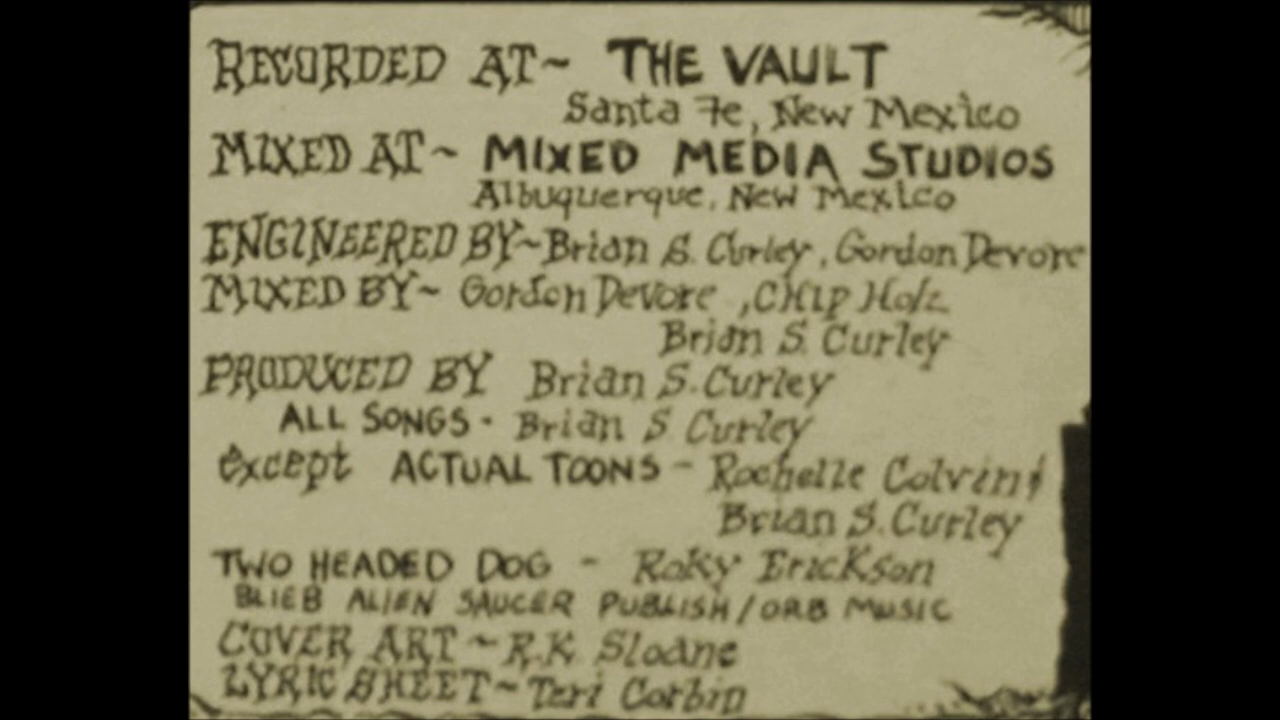 RECORDED AT~ THE VAULT
Santa Fe, New Mexico
MIXED AT~ MIXED MEDIA STUDIOS
Albuquerque, New Mexico
ENGINEERED BY~ Brian S. Curley, Gordon Devore
MIXED BY~ Gordon Devore, CHIP Holz
Brian S. Curley
PRODUCED BY Brian S. Curley
ALL SONGS - Brian S. Curley
except ACTUAL TOONS - Rochelle Colvin &
Brian S. Curley
TWO HEADED DOG - Roky Erickson
BLIEB ALIEN SAUCER PUBLISH/ORB MUSIC
COVER ART~ R.K. Sloane
LYRIC SHEET~ Teri Corbin